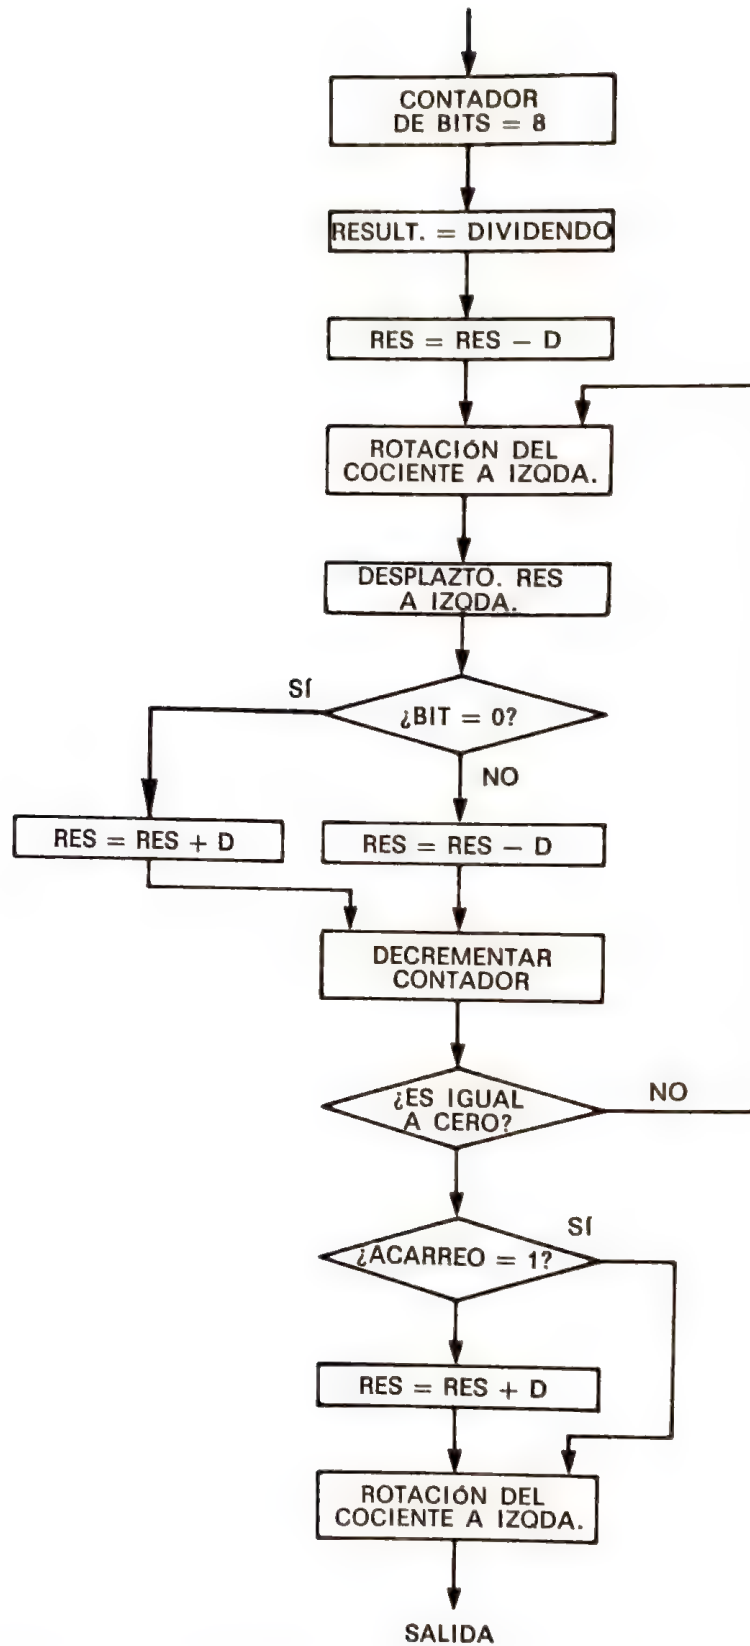 CONTADOR
DE BITS = 8
RESULT. = DIVIDENDO
RES = RES − D
ROTACIÓN DEL
COCIENTE A IZQDA.
DESPLAZTO. RES
A IZQDA.
SÍ
¿BIT = 0?
NO
RES = RES + D
RES = RES − D
DECREMENTAR
CONTADOR
¿ES IGUAL
A CERO?
NO
SÍ
¿ACARREO = 1?
RES = RES + D
ROTACIÓN DEL
COCIENTE A IZQDA.
SALIDA